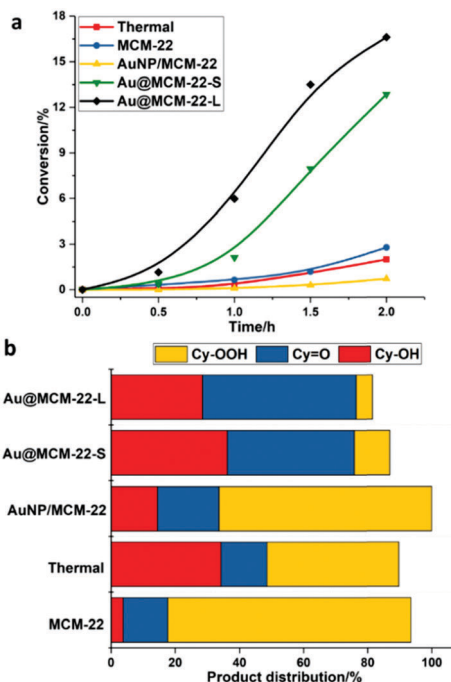 a
Thermal
MCM-22
AuNP/MCM-22
Au@MCM-22-S
Au@MCM-22-L
18
15
12
9
6
3
0
Conversion/%
0.0 0.5 1.0 1.5 2.0
Time/h
b
Cy-OOH Cy=O Cy-OH
Au@MCM-22-L
Au@MCM-22-S
AuNP/MCM-22
Thermal
MCM-22
0 20 40 60 80 100
Product distribution/%